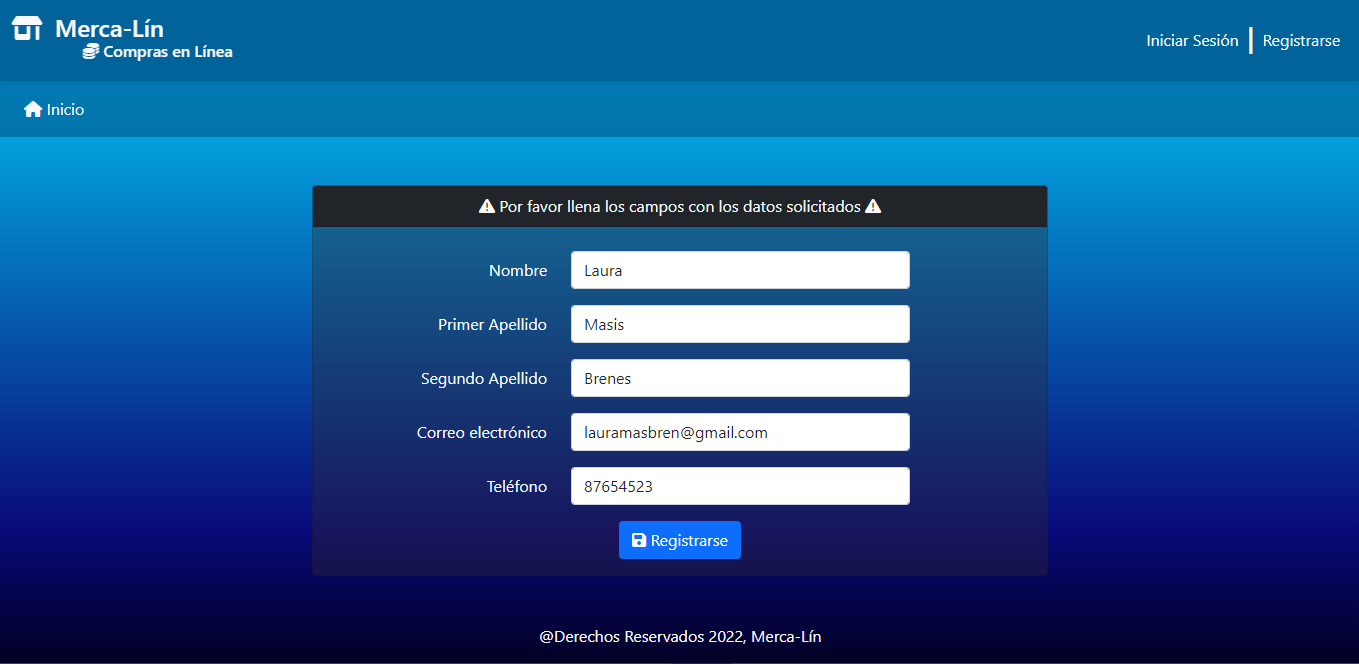 Merca-Lín
Compras en Línea
Iniciar Sesión
Registrarse
Inicio
Por favor llena los campos con los datos solicitados
Nombre Laura
Primer Apellido Masis
Segundo Apellido Brenes
Correo electrónico lauramasbren@gmail.com
Teléfono 87654523
Registrarse
@Derechos Reservados 2022, Merca-Lín